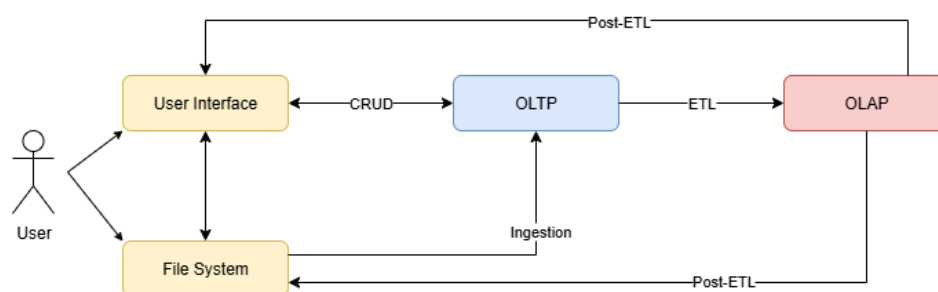 Post-ETL
User Interface
CRUD
OLTP
ETL
OLAP
User
Ingestion
File System
Post-ETL